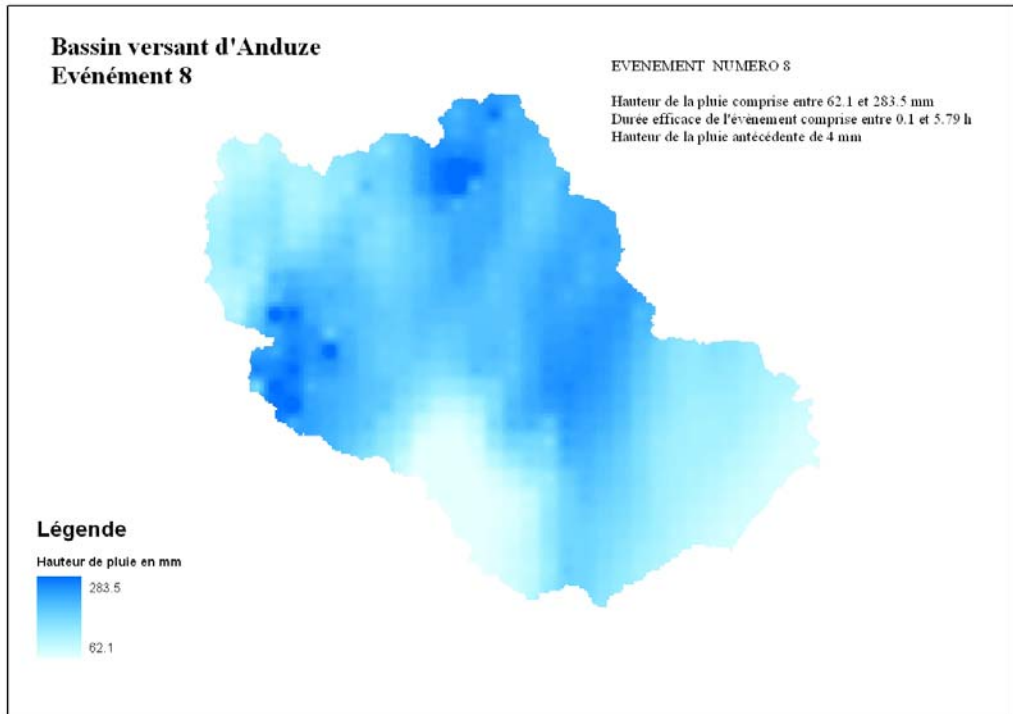 Bassin versant d'Anduze
Evénément 8
EVENEMENT NUMERO 8
Hauteur de la pluie comprise entre 62.1 et 283.5 mm
Durée efficace de l'évènement comprise entre 0.1 et 5.79 h
Hauteur de la pluie antécédente de 4 mm
Légende
Hauteur de pluie en mm
283.5
62.1